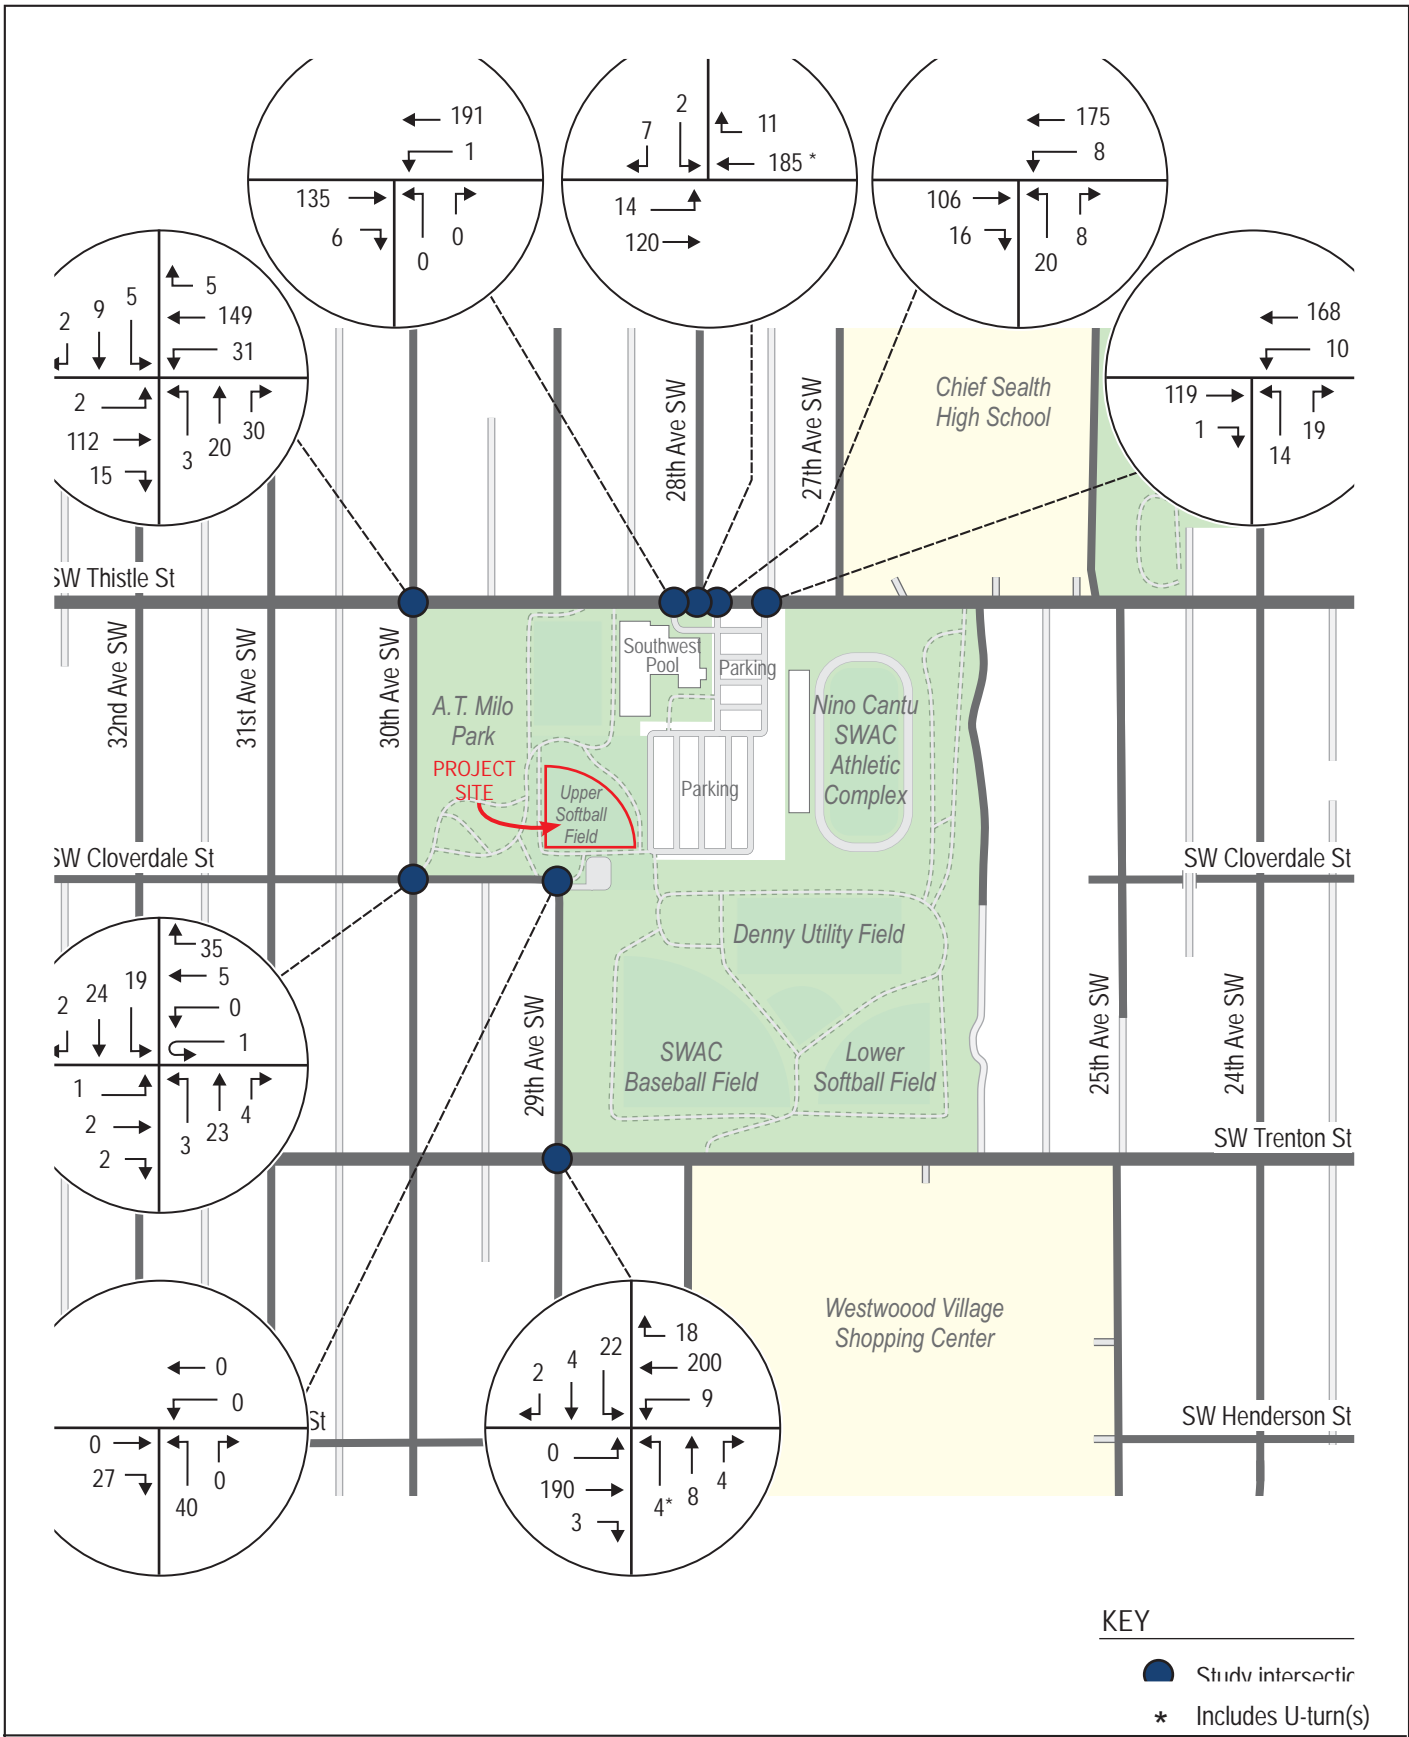 191
1
135
6
0
0
2
7
11
185 *
14
120
175
8
106
16
8
20
5
9
2
5
149
31
2
112
15
3
20
30
168
10
119
1
19
14
Chief Sealth
High School
28th Ave SW
27th Ave SW
SW Thistle St
32nd Ave SW
31st Ave SW
30th Ave SW
Southwest
Pool
Parking
A.T. Milo
Park
Nino Cantu
SWAC
Athletic
Complex
PROJECT
SITE
Upper
Softball
Field
Parking
SW Cloverdale St
SW Cloverdale St
Denny Utility Field
35
5
0
1
19
24
2
1
2
2
3
23
4
29th Ave SW
25th Ave SW
24th Ave SW
SWAC
Baseball Field
Lower
Softball Field
SW Trenton St
Westwoood Village
Shopping Center
0
0
0
27
40
0
St
18
200
9
22
4
2
0
190
3
4*
8
4
SW Henderson St
KEY
Study intersectic
* Includes U-turn(s)